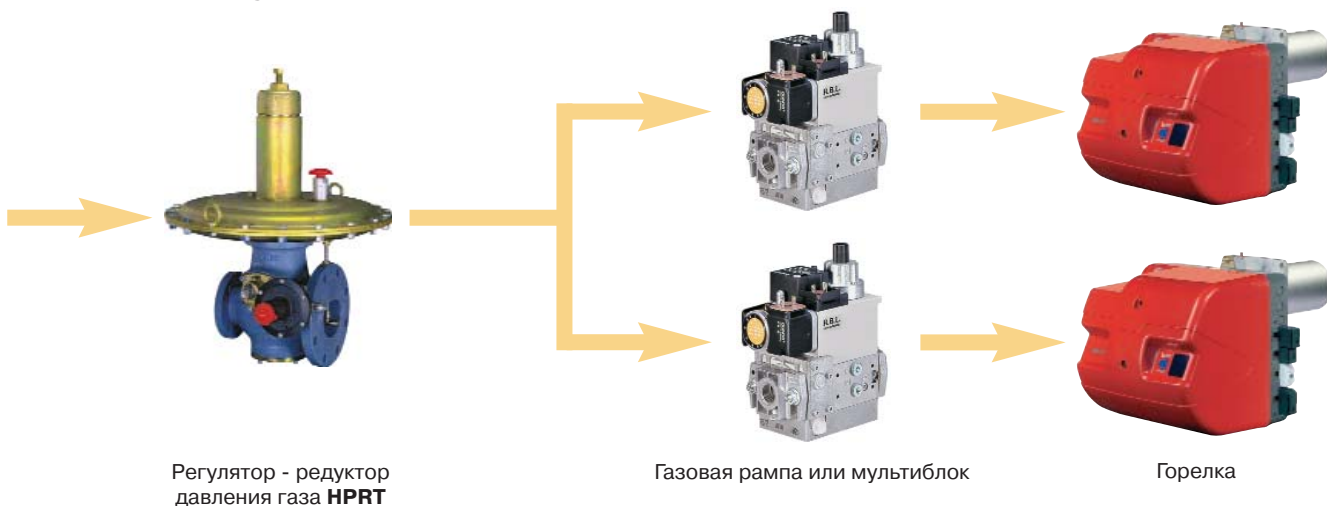 R.B.L.
R.B.L.
Регулятор - редуктор
давления газа HPRT
Газовая рампа или мультиблок
Горелка